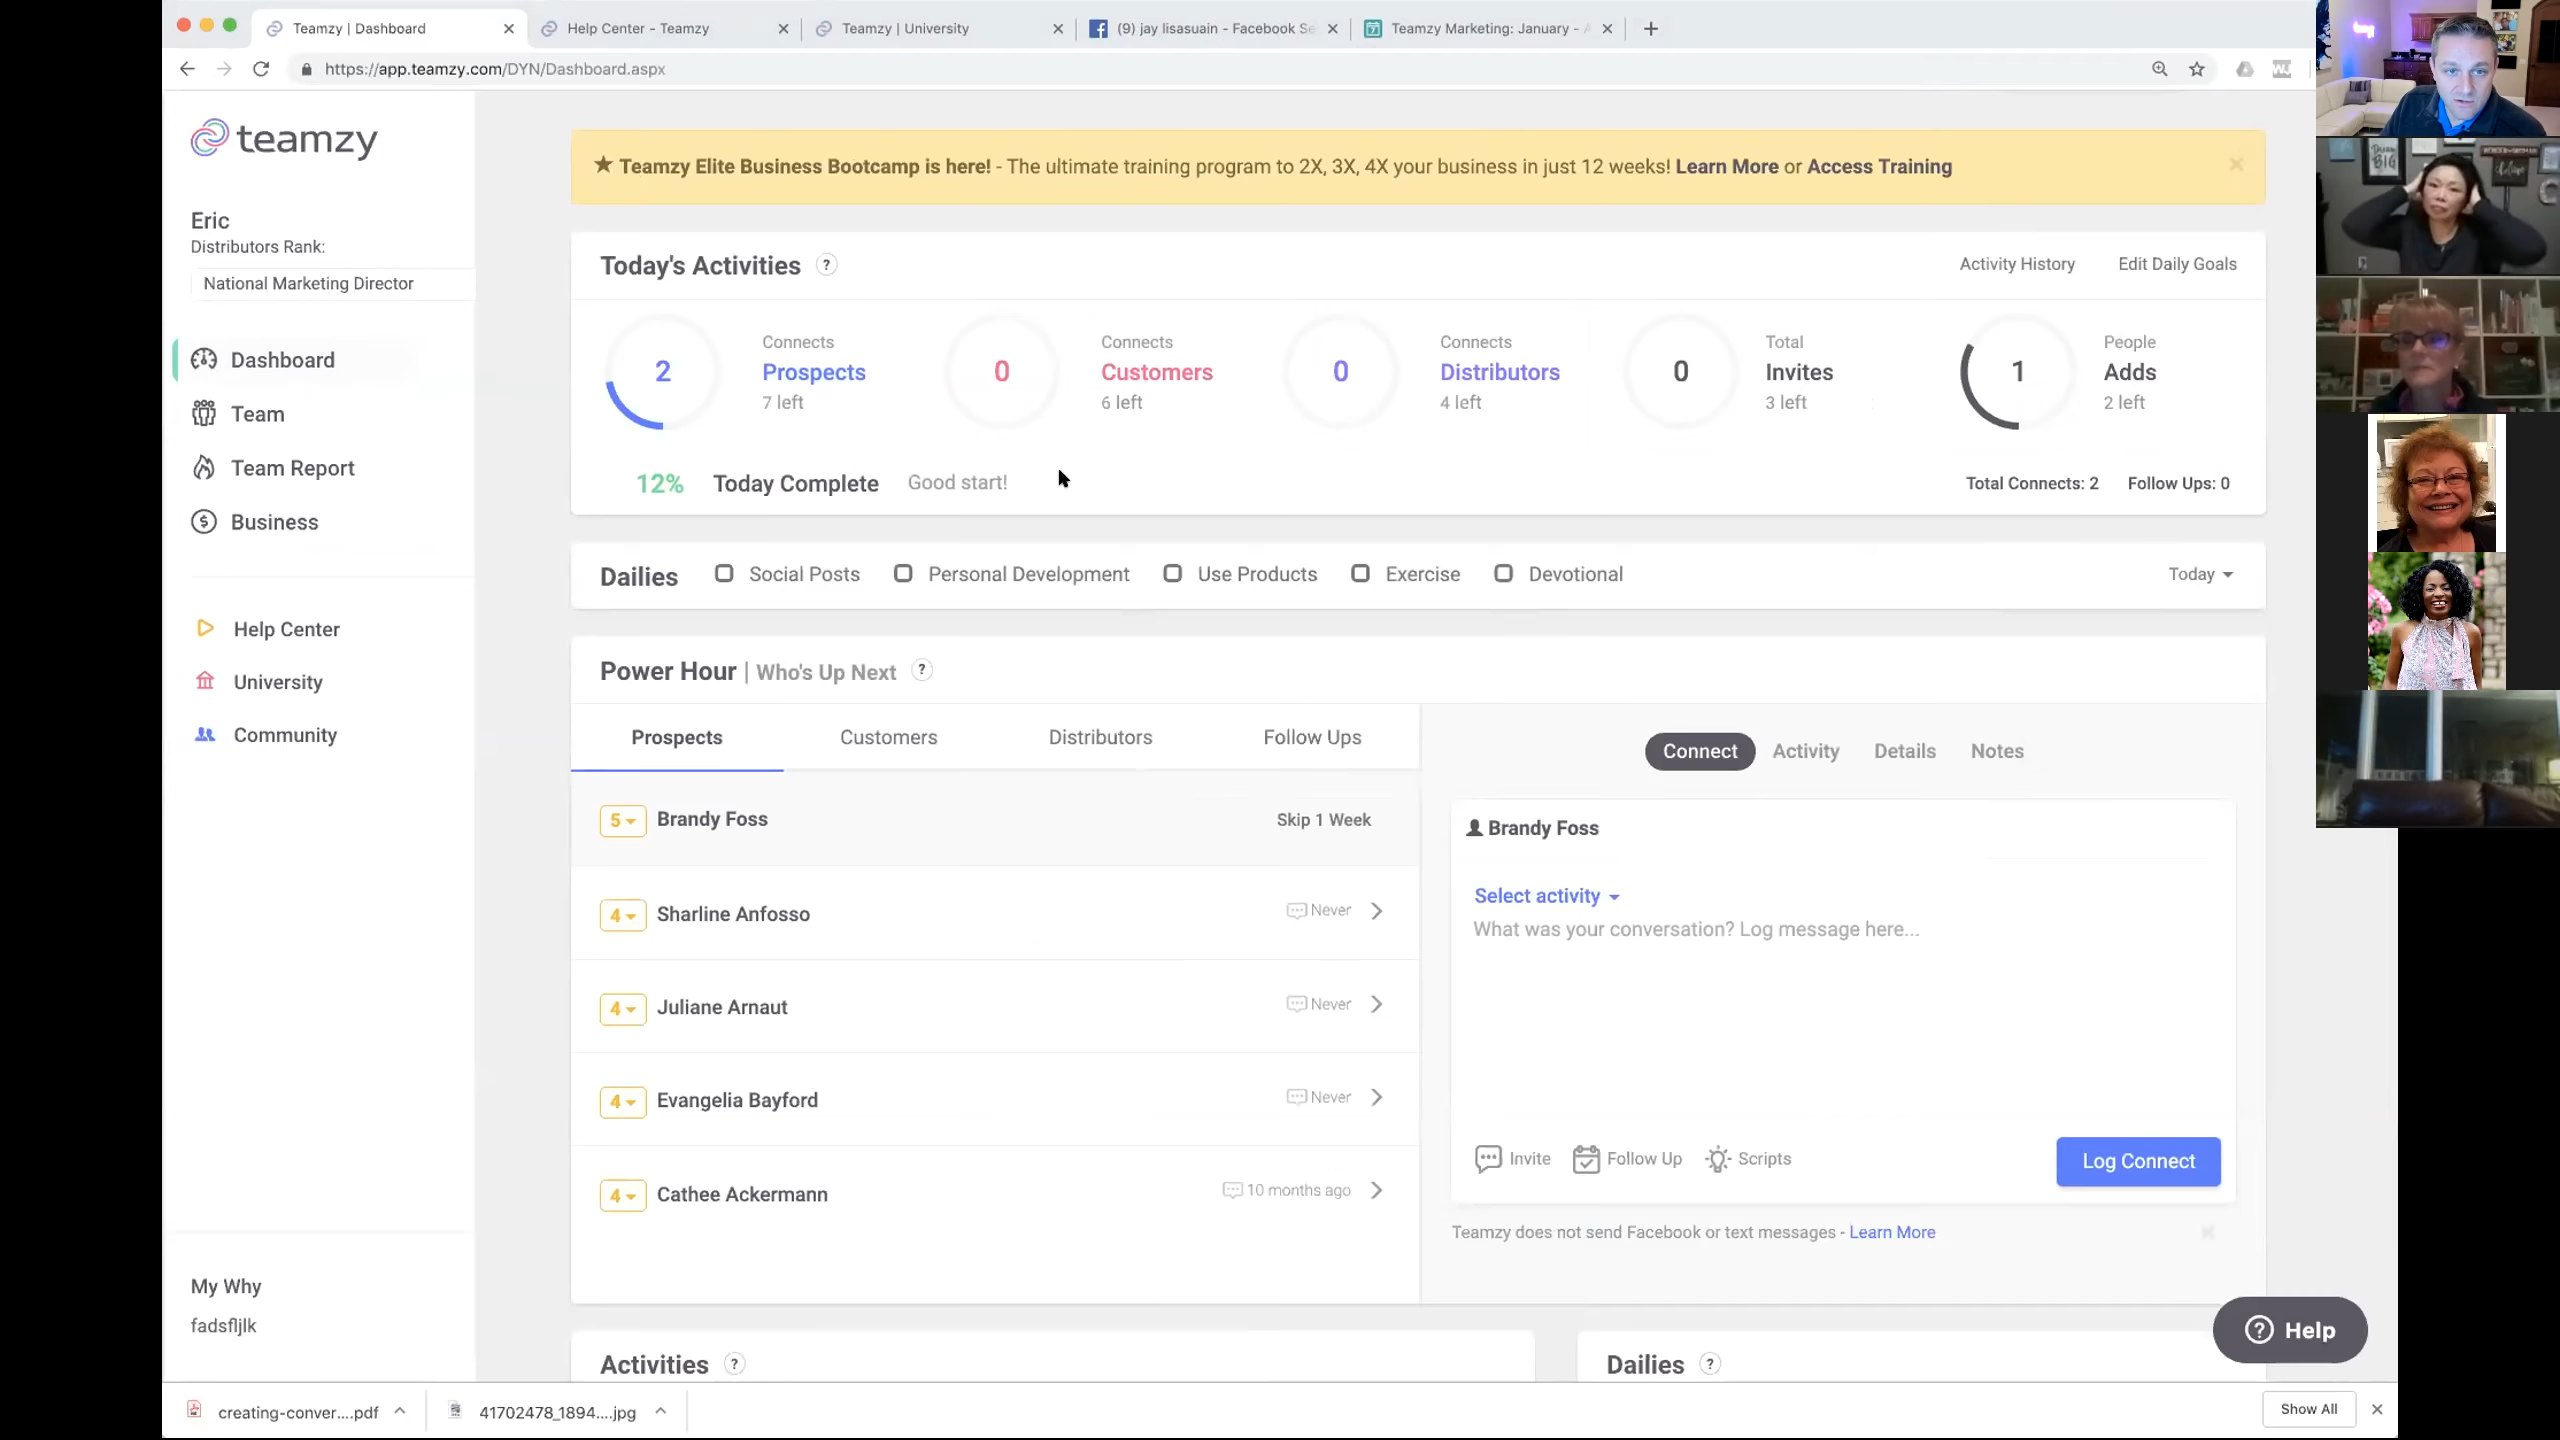 Teamzy | Dashboard
Help Center - Teamzy
Teamzy | University
(9) jay lisasuain - Facebook Se
Teamzy Marketing: January - A
https://app.teamzy.com/DYN/Dashboard.aspx
teamzy
Eric
Distributors Rank:
National Marketing Director
Dashboard
Team
Team Report
Business
Help Center
University
Community
My Why
fadsfljlk
★ Teamzy Elite Business Bootcamp is here! - The ultimate training program to 2X, 3X, 4X your business in just 12 weeks! Learn More or Access Training
Today's Activities ?
Activity History
Edit Daily Goals
2 Connects Prospects 7 left
0 Connects Customers 6 left
0 Connects Distributors 4 left
0 Total Invites 3 left
1 People Adds 2 left
12% Today Complete Good start!
Total Connects: 2 Follow Ups: 0
Dailies Social Posts Personal Development Use Products Exercise Devotional Today
Power Hour | Who's Up Next ?
Prospects Customers Distributors Follow Ups
5 Brandy Foss Skip 1 Week
4 Sharline Anfosso Never
4 Juliane Arnaut Never
4 Evangelia Bayford Never
4 Cathee Ackermann 10 months ago
Connect Activity Details Notes
Brandy Foss
Select activity
What was your conversation? Log message here...
Invite Follow Up Scripts Log Connect
Teamzy does not send Facebook or text messages - Learn More
? Help
Activities ?
Dailies ?
creating-conver....pdf
41702478_1894....jpg
Show All
BIG